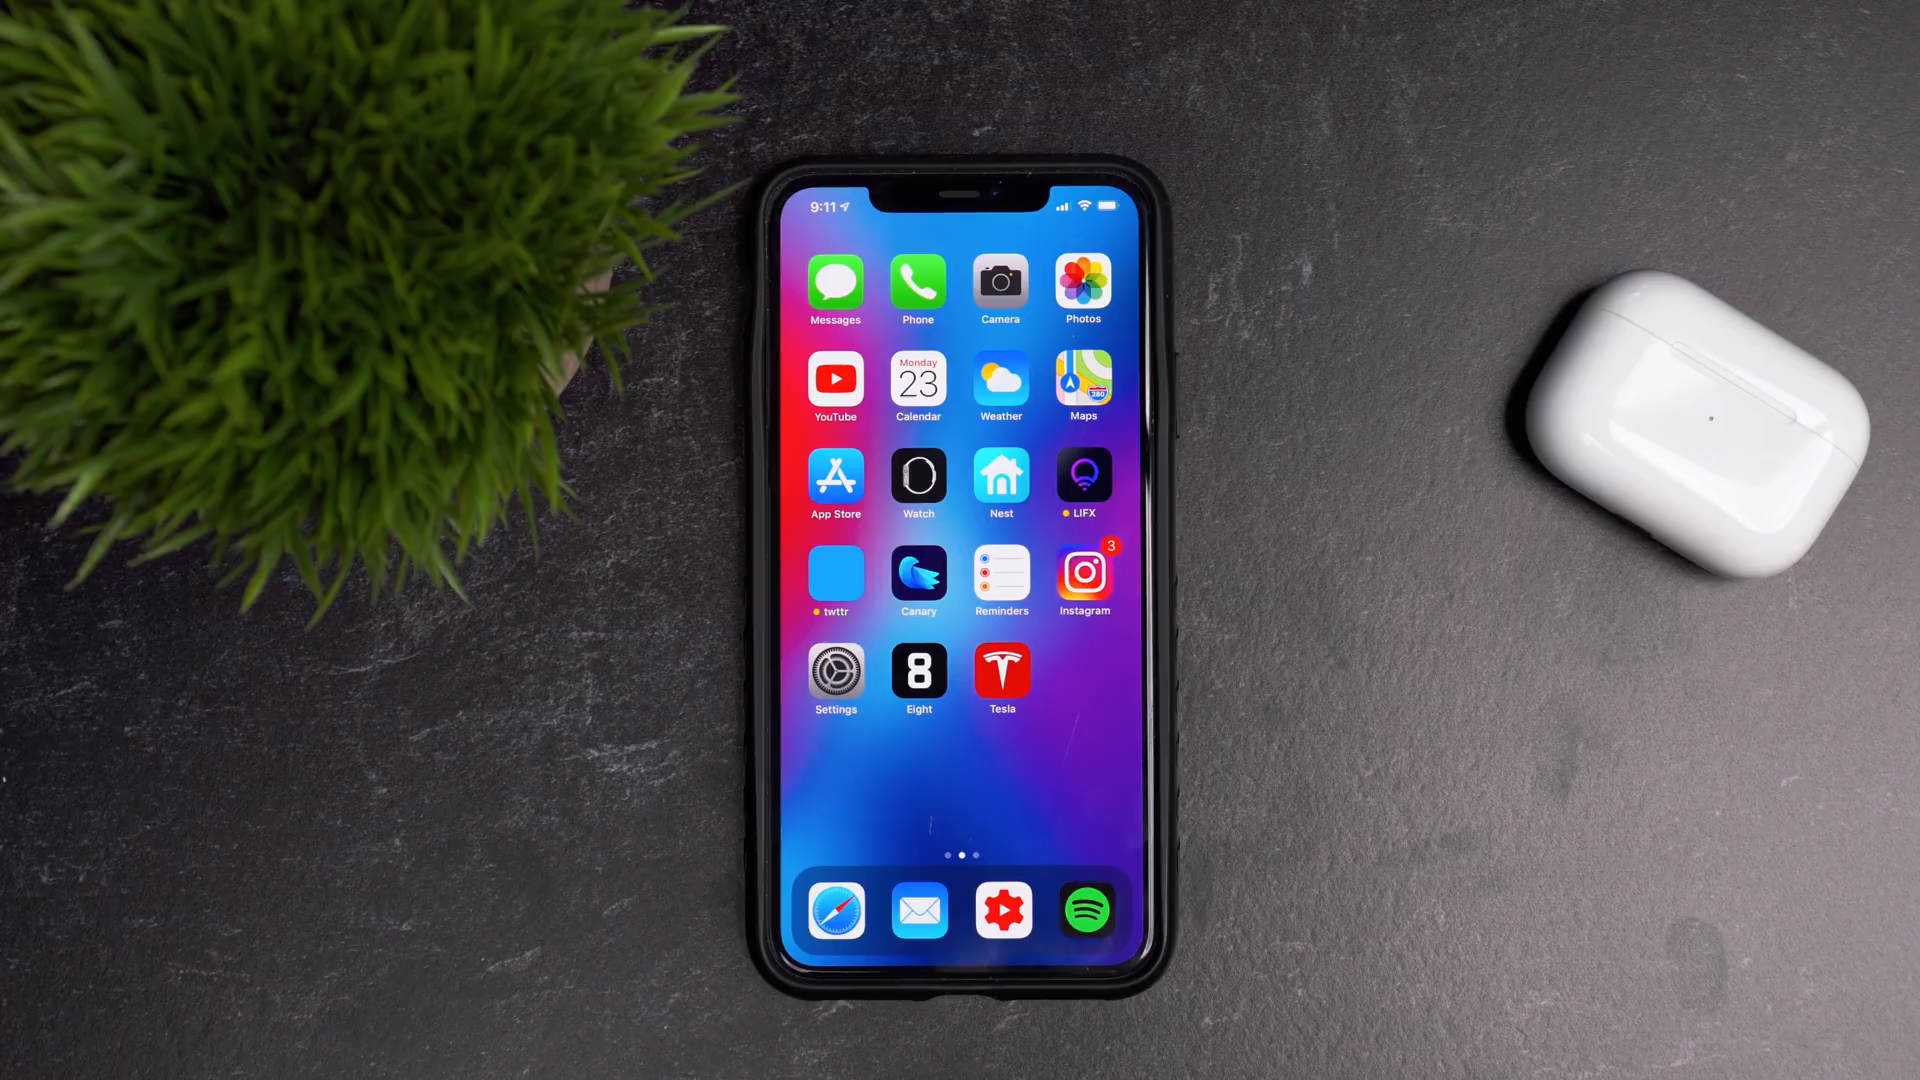 9:11
Messages Phone Camera Photos
Monday
23
280
YouTube Calendar Weather Maps
App Store Watch Nest LIFX
3
twttr Canary Reminders Instagram
8
Settings Eight Tesla